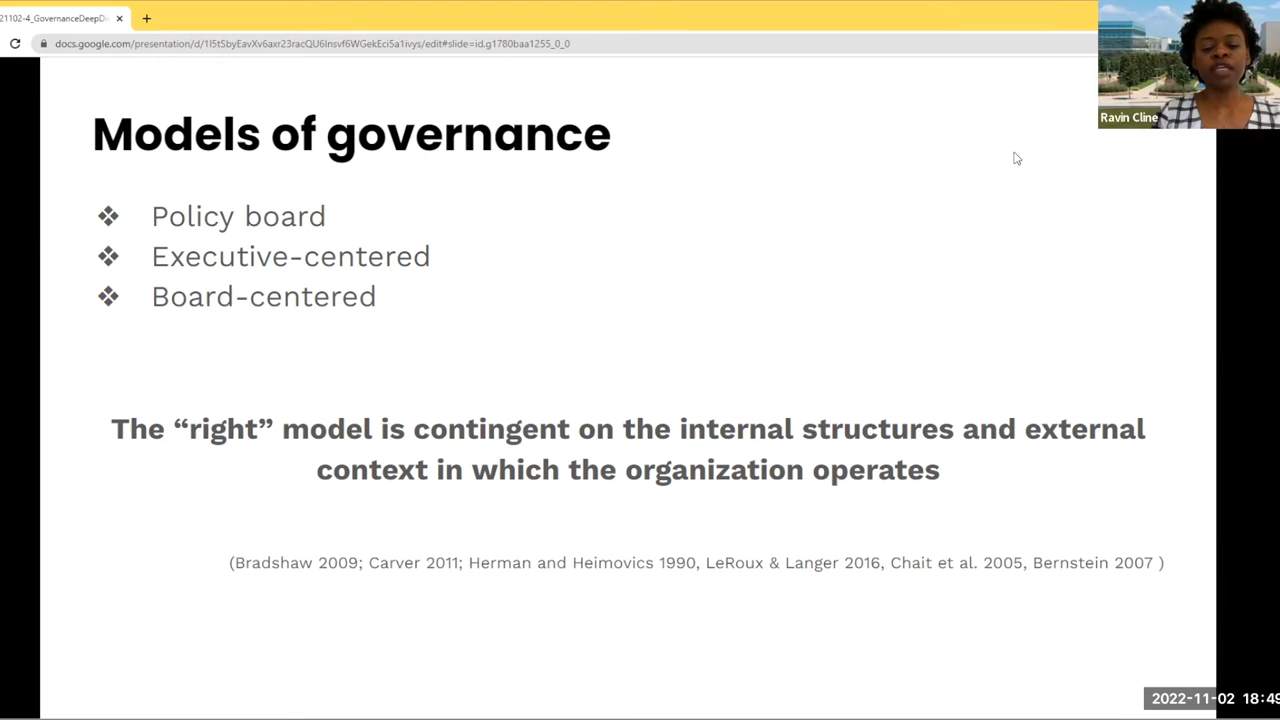 21102-4_GovernanceDeepDi
docs.google.com/presentation/d/1I5tSbyEavXv6axr23racQU6Insvf6WGekEci5a1Ivys/edit#slide=id.g1780baa1255_0_0
Ravin Cline
Models of governance
Policy board
Executive-centered
Board-centered
The “right” model is contingent on the internal structures and external
context in which the organization operates
(Bradshaw 2009; Carver 2011; Herman and Heimovics 1990, LeRoux & Langer 2016, Chait et al. 2005, Bernstein 2007 )
2022-11-02 18:49